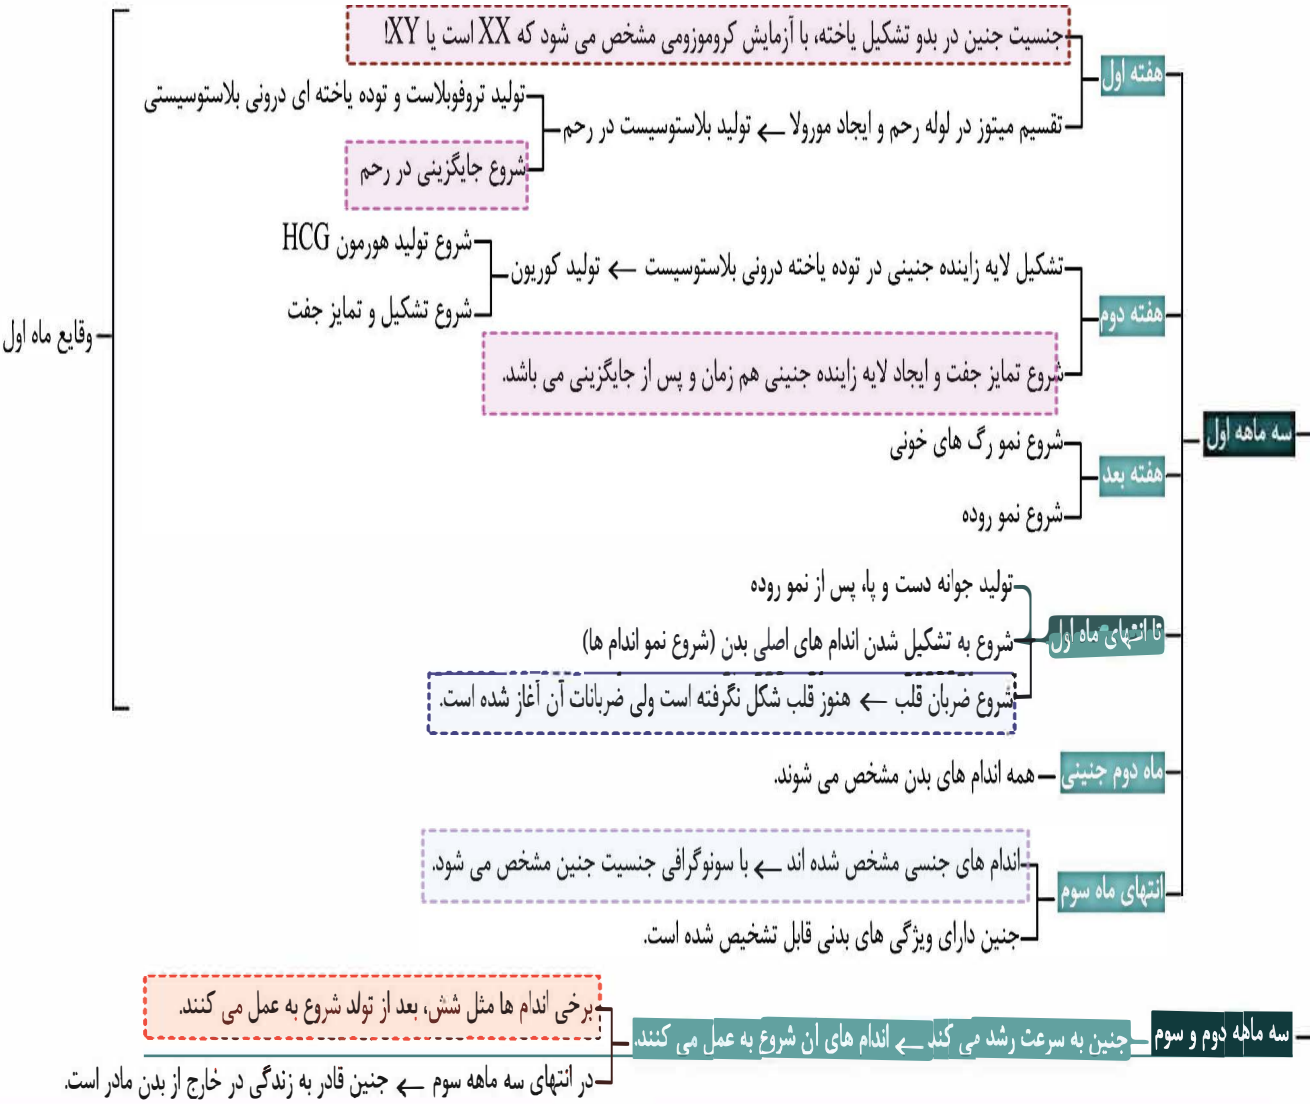 سه ماهه اول
هفته اول
جنسیت جنین در بدو تشکیل یاخته، با آزمایش کروموزومی مشخص می شود که XX است یا XY!
تقسیم میتوز در لوله رحم و ایجاد مورولا ← تولید بلاستوسیست در رحم
تولید تروفوبلاست و توده یاخته ای درونی بلاستوسیستی
شروع جایگزینی در رحم
هفته دوم
تشکیل لایه زاینده جنینی در توده یاخته درونی بلاستوسیست ← تولید کوریون
شروع تولید هورمون HCG
شروع تشکیل و تمایز جفت
شروع تمایز جفت و ایجاد لایه زاینده جنینی هم زمان و پس از جایگزینی می باشد.
هفته بعد
شروع نمو رگ های خونی
شروع نمو روده
تا انتهای ماه اول
تولید جوانه دست و پا، پس از نمو روده
شروع به تشکیل شدن اندام های اصلی بدن (شروع نمو اندام ها)
شروع ضربان قلب ← هنوز قلب شکل نگرفته است ولی ضربانات آن آغاز شده است.
وقایع ماه اول
ماه دوم جنینی
همه اندام های بدن مشخص می شوند.
انتهای ماه سوم
اندام های جنسی مشخص شده اند ← با سونوگرافی جنسیت جنین مشخص می شود.
جنین دارای ویژگی های بدنی قابل تشخیص شده است.
سه ماهه دوم و سوم
جنین به سرعت رشد می کند ← اندام های ان شروع به عمل می کنند.
برخی اندام ها مثل شش، بعد از تولد شروع به عمل می کنند.
در انتهای سه ماهه سوم ← جنین قادر به زندگی در خارج از بدن مادر است.